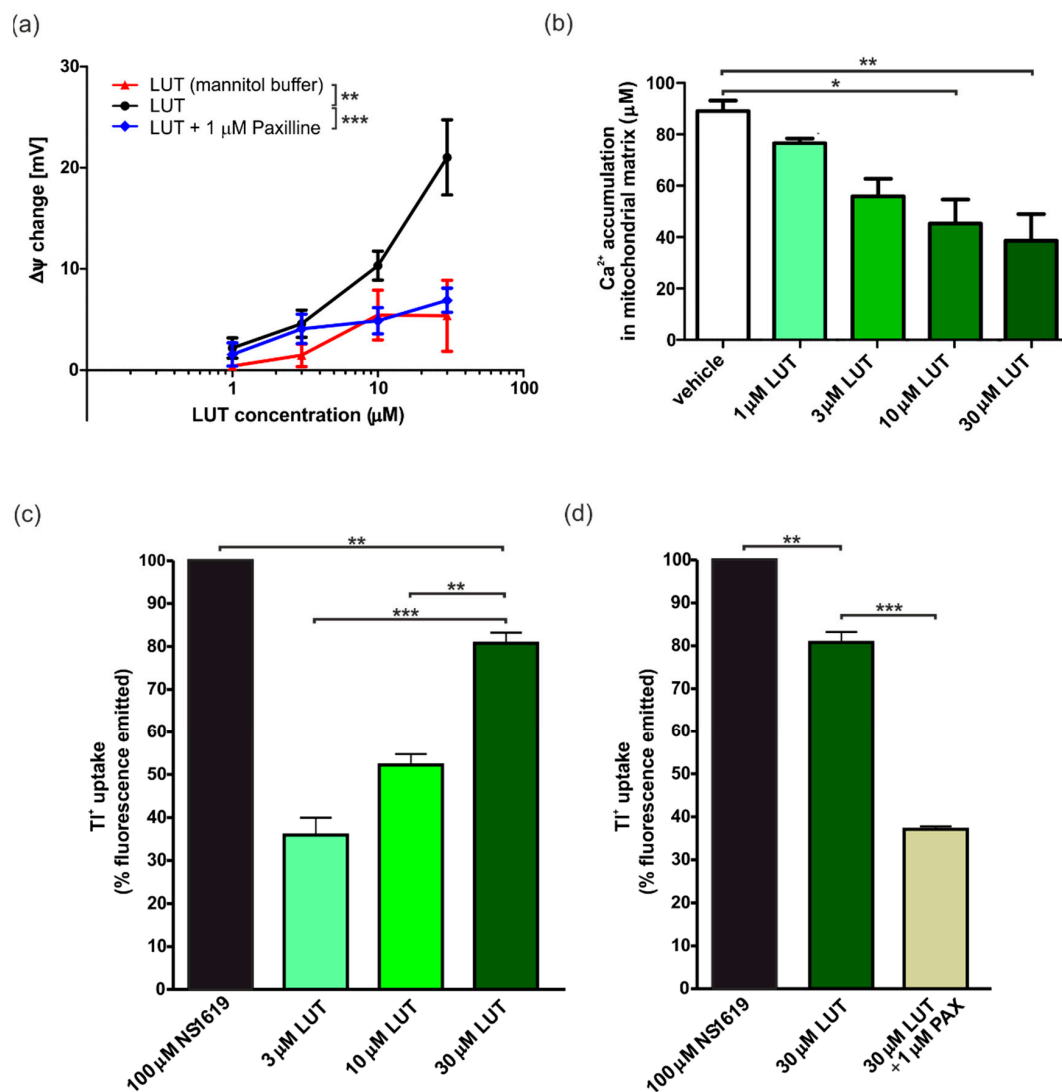 (a)
30
20
10
0
Δψ change [mV]
LUT (mannitol buffer)
LUT
LUT + 1 μM Paxilline
**
***
1
10
100
LUT concentration (μM)
(b)
**
*
100
80
60
40
20
0
Ca²⁺ accumulation
in mitochondrial matrix (μM)
vehicle
1 μM LUT
3 μM LUT
10 μM LUT
30 μM LUT
(c)
**
**
***
100
90
80
70
60
50
40
30
20
10
0
Tl⁺ uptake
(% fluorescence emitted)
100 μM NS1619
3 μM LUT
10 μM LUT
30 μM LUT
(d)
**
***
100
90
80
70
60
50
40
30
20
10
0
Tl⁺ uptake
(% fluorescence emitted)
100 μM NS1619
30 μM LUT
30 μM LUT
+1 μM PAX